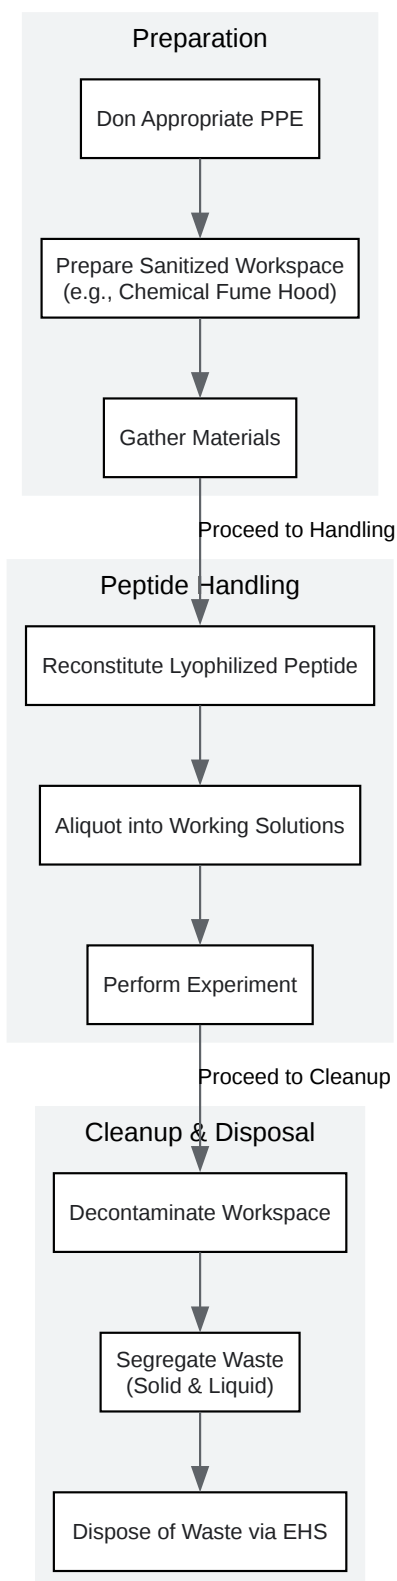 Preparation
Don Appropriate PPE
Prepare Sanitized Workspace
(e.g., Chemical Fume Hood)
Gather Materials
Proceed to Handling
Peptide Handling
Reconstitute Lyophilized Peptide
Aliquot into Working Solutions
Perform Experiment
Proceed to Cleanup
Cleanup & Disposal
Decontaminate Workspace
Segregate Waste
(Solid & Liquid)
Dispose of Waste via EHS